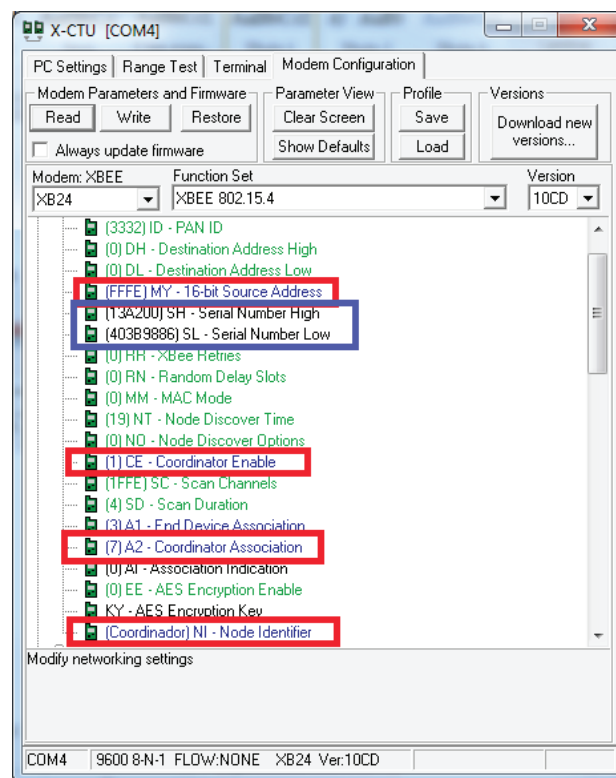 X-CTU [COM4]
PC Settings Range Test Terminal Modem Configuration
Modem Parameters and Firmware Parameter View Profile Versions
Read Write Restore Clear Screen Save Download new versions...
Always update firmware Show Defaults Load
Modem: XBEE Function Set Version
XB24 XBEE 802.15.4 10CD
(3332) ID - PAN ID
(0) DH - Destination Address High
(0) DL - Destination Address Low
(FFFE) MY - 16-bit Source Address
(13A200) SH - Serial Number High
(403B9886) SL - Serial Number Low
(0) RR - XBee Retries
(0) RN - Random Delay Slots
(0) MM - MAC Mode
(19) NT - Node Discover Time
(0) NO - Node Discover Options
(1) CE - Coordinator Enable
(1FFE) SC - Scan Channels
(4) SD - Scan Duration
(3) A1 - End Device Association
(7) A2 - Coordinator Association
(0) AI - Association Indication
(0) EE - AES Encryption Enable
KY - AES Encryption Key
(Coordinador) NI - Node Identifier
Modify networking settings
COM4 9600 8-N-1 FLOW:NONE XB24 Ver:10CD